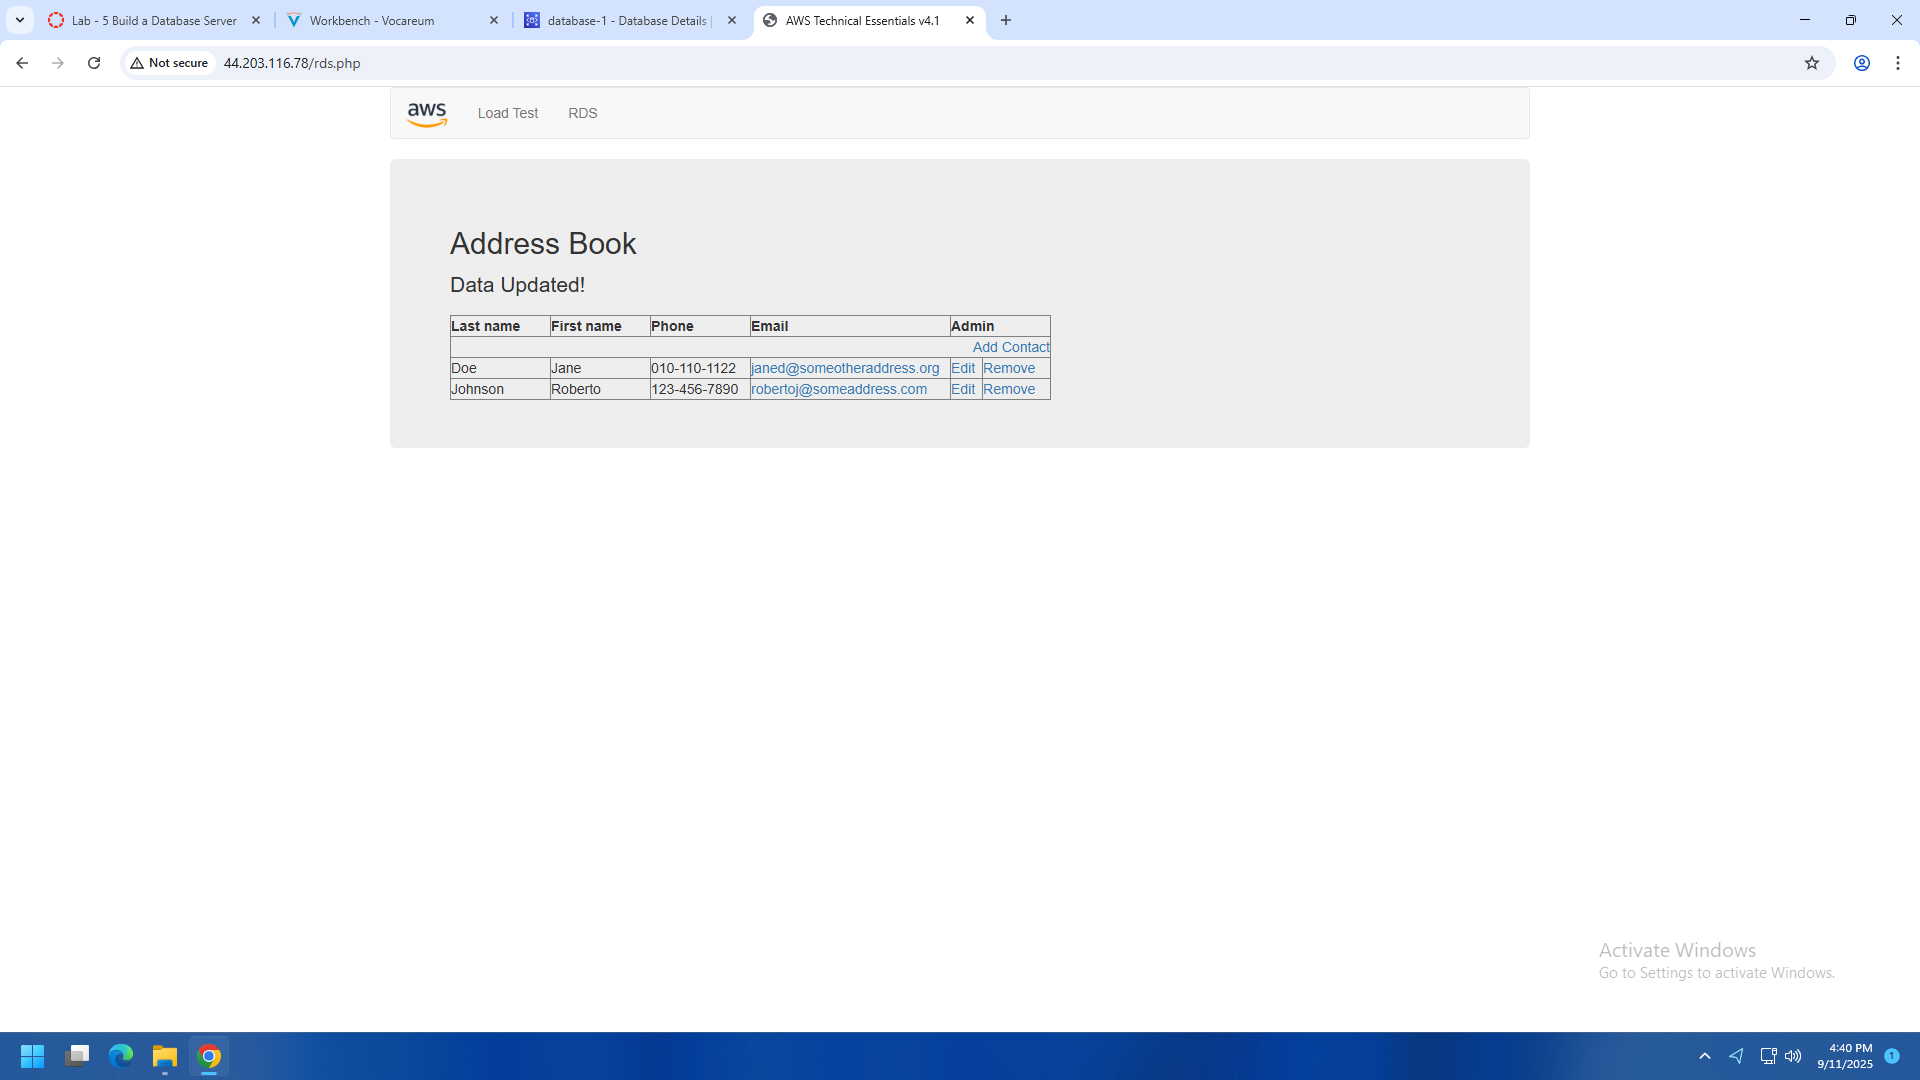 Lab - 5 Build a Database Server
Workbench - Vocareum
database-1 - Database Details |
AWS Technical Essentials v4.1
Not secure
44.203.116.78/rds.php
aws
Load Test
RDS
Address Book
Data Updated!
Last name First name Phone Email Admin
Add Contact
Doe Jane 010-110-1122 janed@someotheraddress.org Edit Remove
Johnson Roberto 123-456-7890 robertoj@someaddress.com Edit Remove
Activate Windows
Go to Settings to activate Windows.
4:40 PM
9/11/2025
1